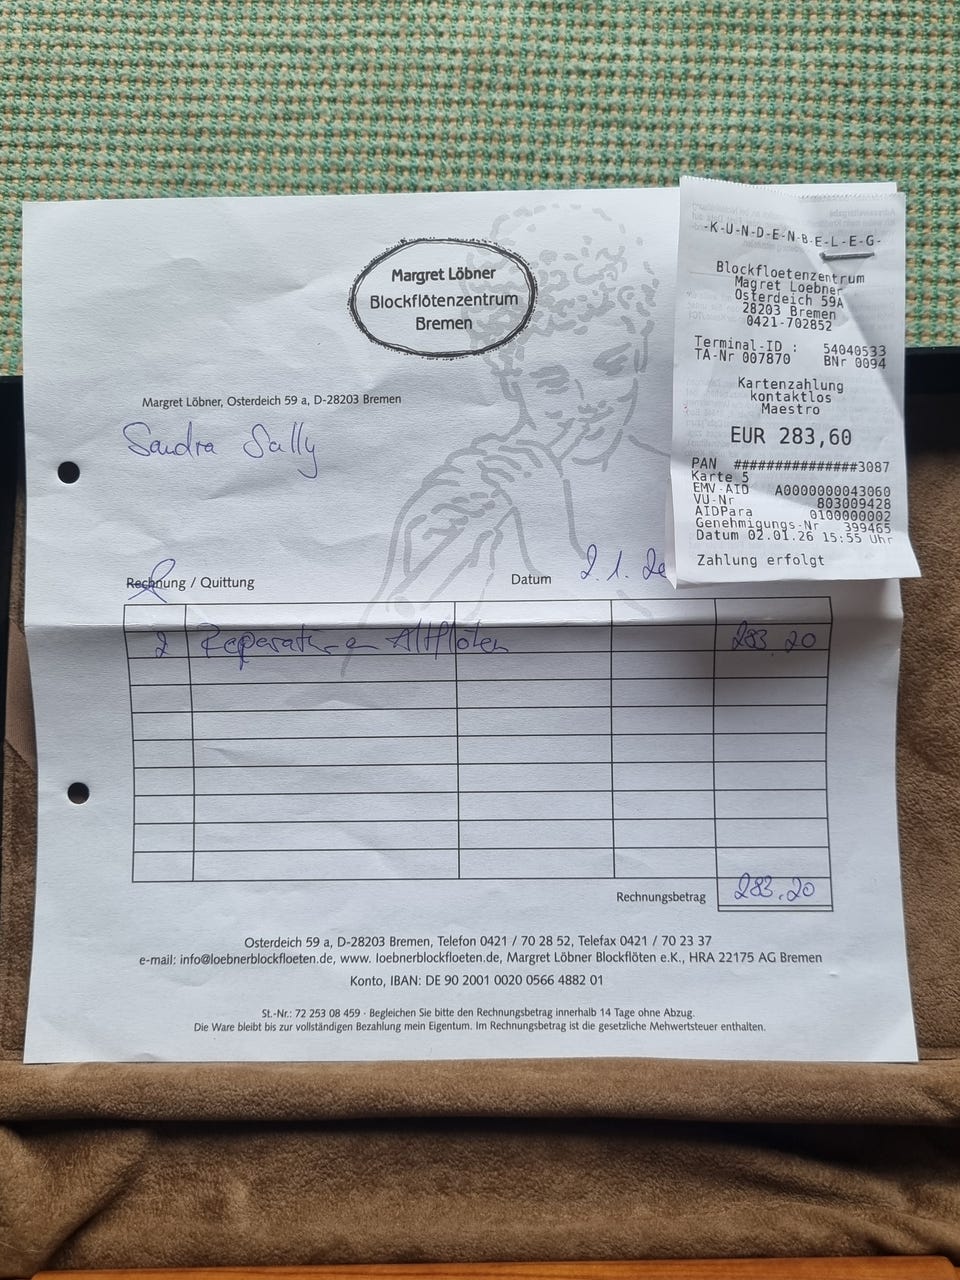 Margret Löbner
Blockflötenzentrum
Bremen
Margret Löbner, Osterdeich 59 a, D-28203 Bremen
Sandra Sally
-K-U-N-D-E-N-B-E-L-E-G-
Blockfloetenzentrum
Magret Loebner
Osterdeich 59A
28203 Bremen
0421-702852
Terminal-ID : 54040533
TA-Nr 007870 BNr 0094
Kartenzahlung
kontaktlos
Maestro
EUR 283,60
PAN ###############3087
Karte 5
EMV-AID A0000000043060
VU-Nr 803009428
AIDPara 0100000002
Genehmigungs-Nr 399465
Datum 02.01.26 15:55 Uhr
Zahlung erfolgt
Rechnung / Quittung Datum 2.1.
2 Reparaturen Altflöten 283.20
Rechnungsbetrag 283.20
Osterdeich 59 a, D-28203 Bremen, Telefon 0421 / 70 28 52, Telefax 0421 / 70 23 37
e-mail: info@loebnerblockfloeten.de, www. loebnerblockfloeten.de, Margret Löbner Blockflöten e.K., HRA 22175 AG Bremen
Konto, IBAN: DE 90 2001 0020 0566 4882 01
St.-Nr.: 72 253 08 459 · Begleichen Sie bitte den Rechnungsbetrag innerhalb 14 Tage ohne Abzug.
Die Ware bleibt bis zur vollständigen Bezahlung mein Eigentum. Im Rechnungsbetrag ist die gesetzliche Mehrwertsteuer enthalten.